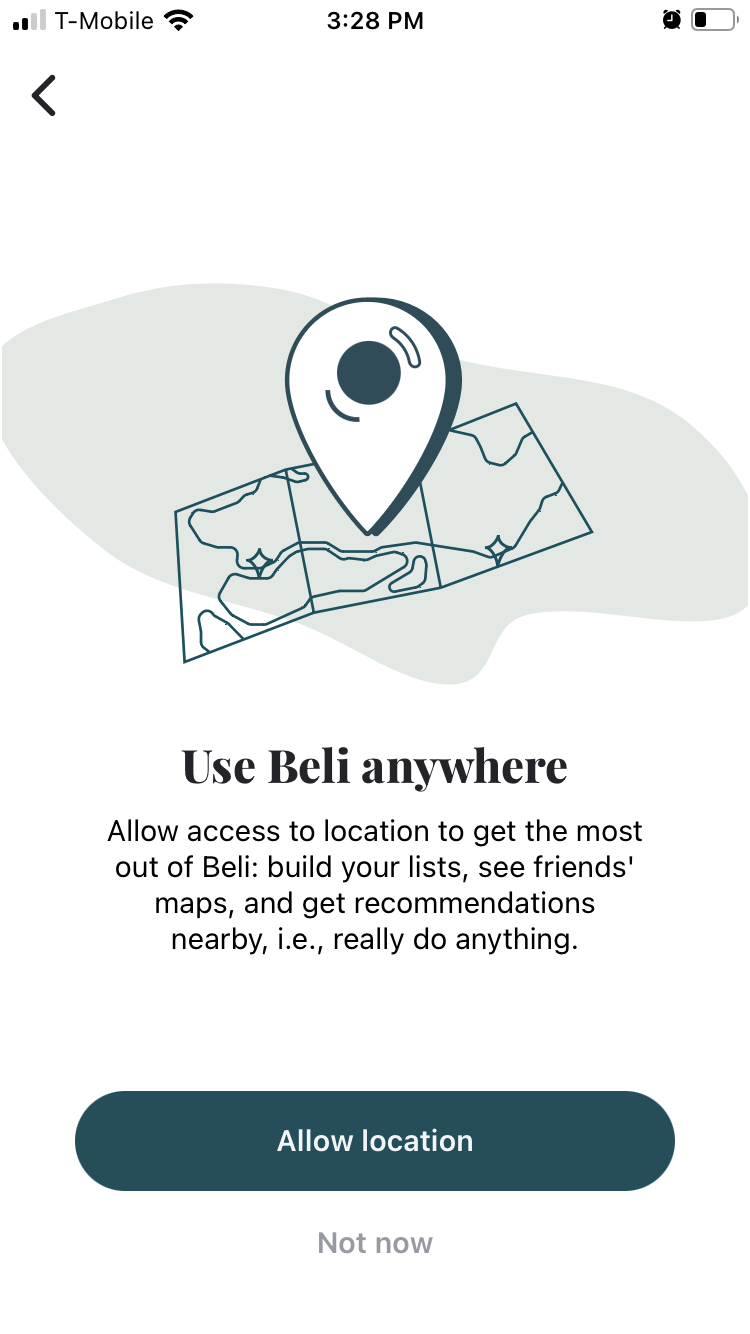 T-Mobile 3:28 PM
Use Beli anywhere
Allow access to location to get the most
out of Beli: build your lists, see friends'
maps, and get recommendations
nearby, i.e., really do anything.
Allow location
Not now